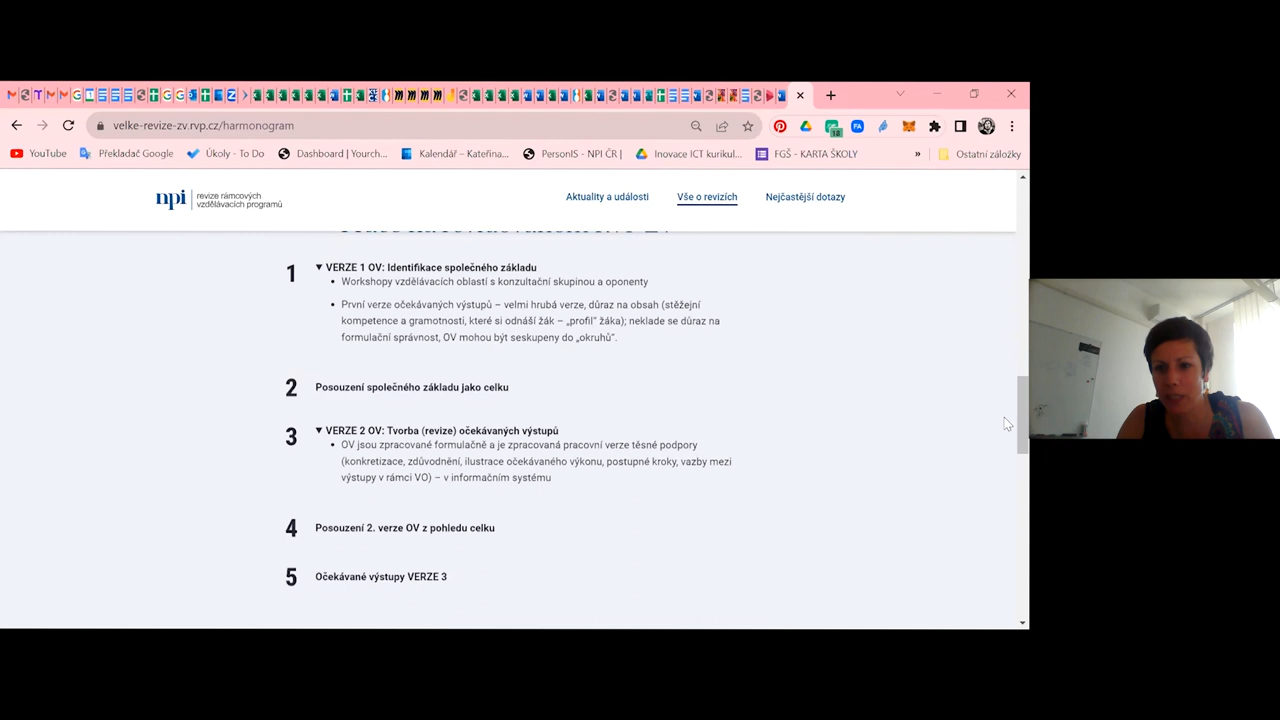 velke-revize-zv.rvp.cz/harmonogram
18
YouTube
Překladač Google
Úkoly - To Do
Dashboard | Yourch...
Kalendář – Kateřina...
PersonIS - NPI ČR |
Inovace ICT kurikul...
FGŠ - KARTA ŠKOLY
»
Ostatní záložky
npi
revize rámcových
vzdělávacích programů
Aktuality a události
Vše o revizích
Nejčastější dotazy
1
▼ VERZE 1 OV: Identifikace společného základu
• Workshopy vzdělávacích oblastí s konzultační skupinou a oponenty
• První verze očekávaných výstupů – velmi hrubá verze, důraz na obsah (stěžejní
kompetence a gramotnosti, které si odnáší žák – „profil“ žáka); neklade se důraz na
formulační správnost, OV mohou být seskupeny do „okruhů“.
2
Posouzení společného základu jako celku
3
▼ VERZE 2 OV: Tvorba (revize) očekávaných výstupů
• OV jsou zpracované formulačně a je zpracovaná pracovní verze těsné podpory
(konkretizace, zdůvodnění, ilustrace očekávaného výkonu, postupné kroky, vazby mezi
výstupy v rámci VO) – v informačním systému
4
Posouzení 2. verze OV z pohledu celku
5
Očekávané výstupy VERZE 3